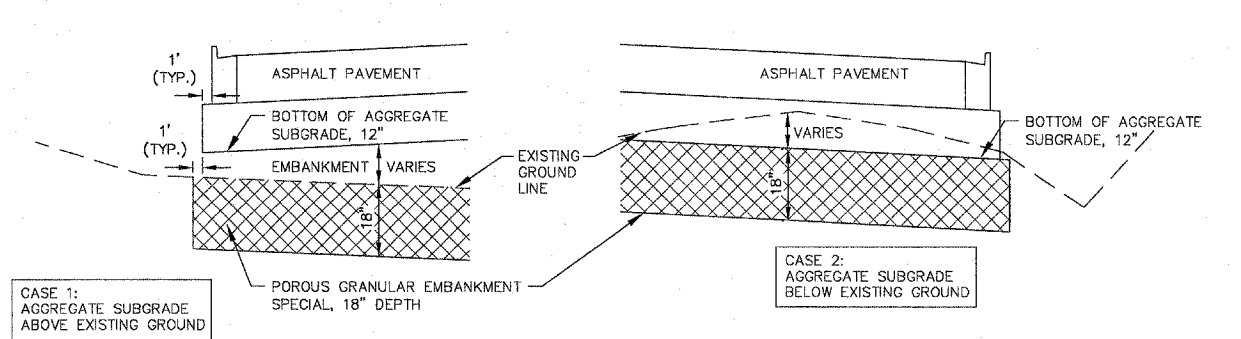 1'
(TYP.)
ASPHALT PAVEMENT
ASPHALT PAVEMENT
BOTTOM OF AGGREGATE
SUBGRADE, 12"
1'
(TYP.)
EMBANKMENT
VARIES
EXISTING
GROUND
LINE
VARIES
BOTTOM OF AGGREGATE
SUBGRADE, 12"
18"
18"
POROUS GRANULAR EMBANKMENT
SPECIAL, 18" DEPTH
CASE 1:
AGGREGATE SUBGRADE
ABOVE EXISTING GROUND
CASE 2:
AGGREGATE SUBGRADE
BELOW EXISTING GROUND